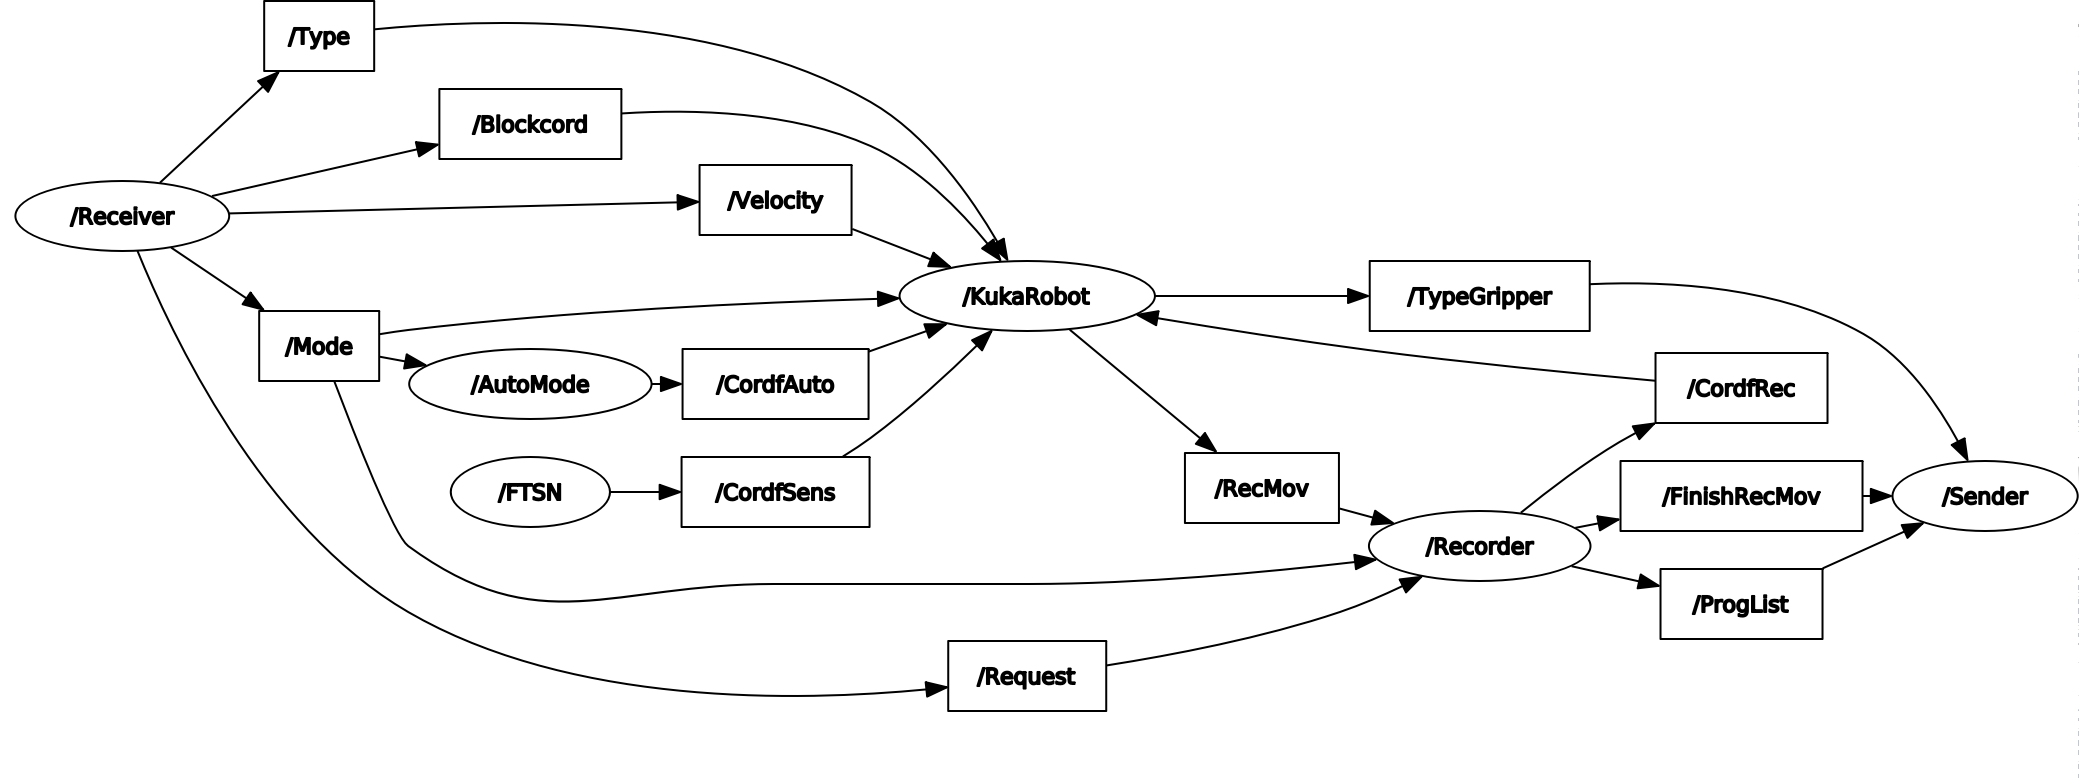 /Type
/Blockcord
/Velocity
/Receiver
/KukaRobot
/TypeGripper
/Mode
/AutoMode
/CordfAuto
/CordfRec
/FTSN
/CordfSens
/RecMov
/FinishRecMov
/Sender
/Recorder
/ProgList
/Request